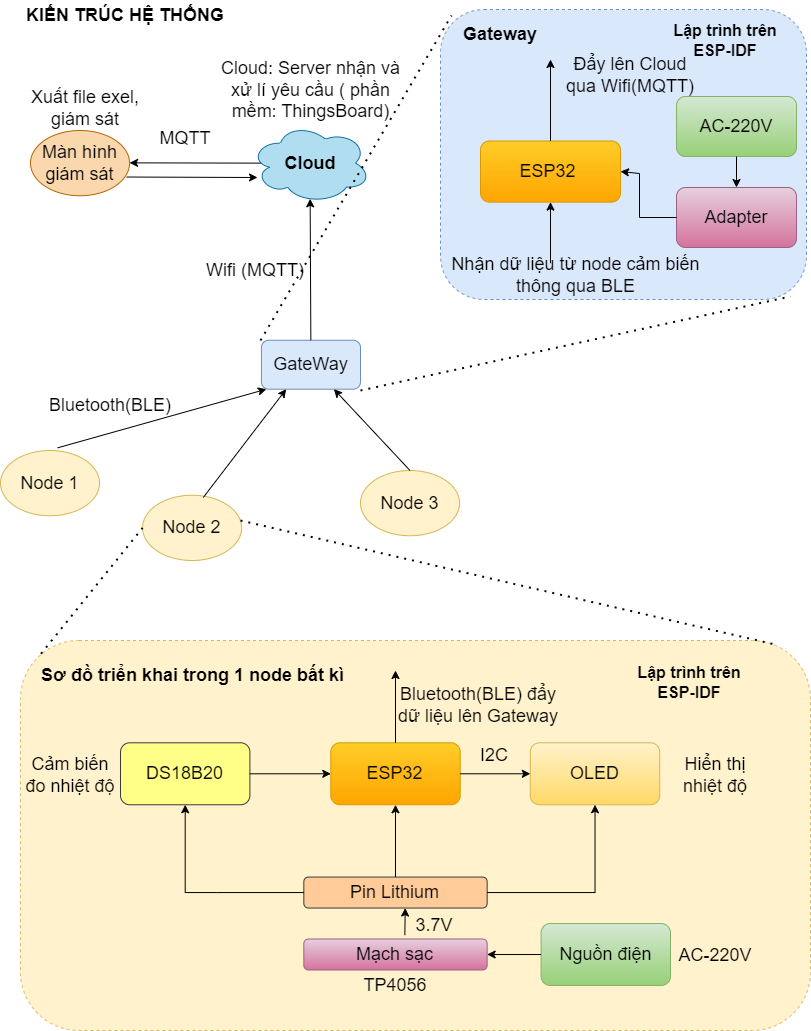 KIẾN TRÚC HỆ THỐNG
Gateway
Lập trình trên
ESP-IDF
Đẩy lên Cloud
qua Wifi(MQTT)
AC-220V
ESP32
Adapter
Nhận dữ liệu từ node cảm biến
thông qua BLE
Cloud: Server nhận và
xử lí yêu cầu ( phần
mềm: ThingsBoard)
Xuất file exel,
giám sát
MQTT
Màn hình
giám sát
Cloud
Wifi (MQTT)
GateWay
Bluetooth(BLE)
Node 1
Node 2
Node 3
Sơ đồ triển khai trong 1 node bất kì
Lập trình trên
ESP-IDF
Bluetooth(BLE) đẩy
dữ liệu lên Gateway
Cảm biến
đo nhiệt độ
DS18B20
ESP32
I2C
OLED
Hiển thị
nhiệt độ
Pin Lithium
3.7V
Mạch sạc
TP4056
Nguồn điện
AC-220V